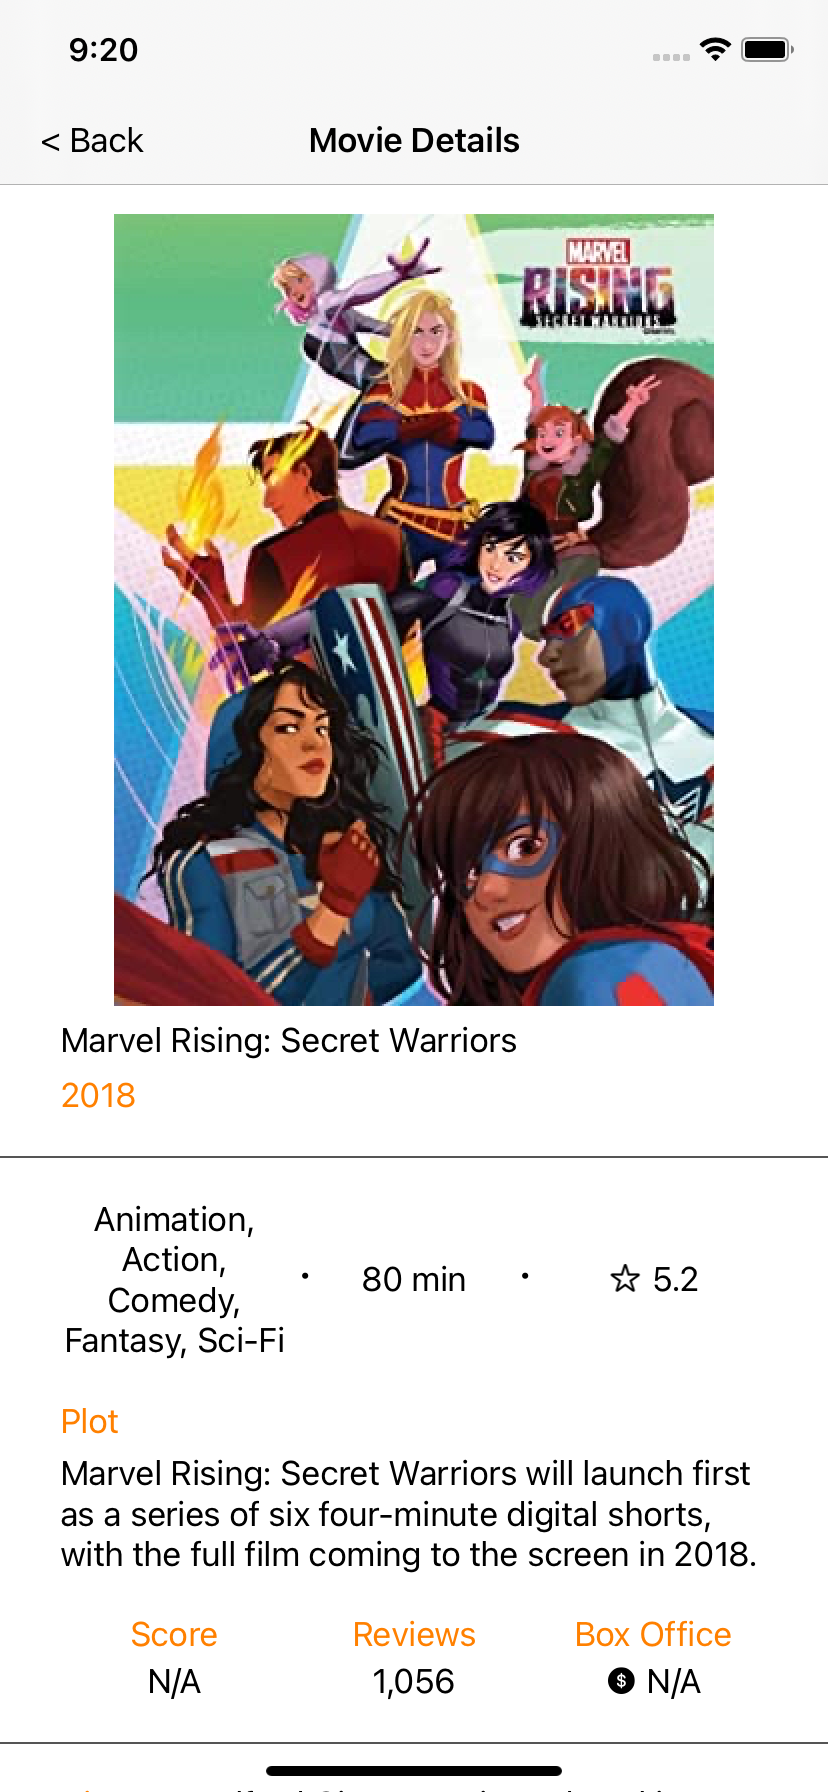 9:20
< Back
Movie Details
MARVEL
RISING
SECRET WARRIORS
Marvel Rising: Secret Warriors
2018
Animation,
Action,
Comedy,
Fantasy, Sci-Fi
· 80 min · ☆ 5.2
Plot
Marvel Rising: Secret Warriors will launch first
as a series of six four-minute digital shorts,
with the full film coming to the screen in 2018.
Score Reviews Box Office
N/A 1,056 $ N/A